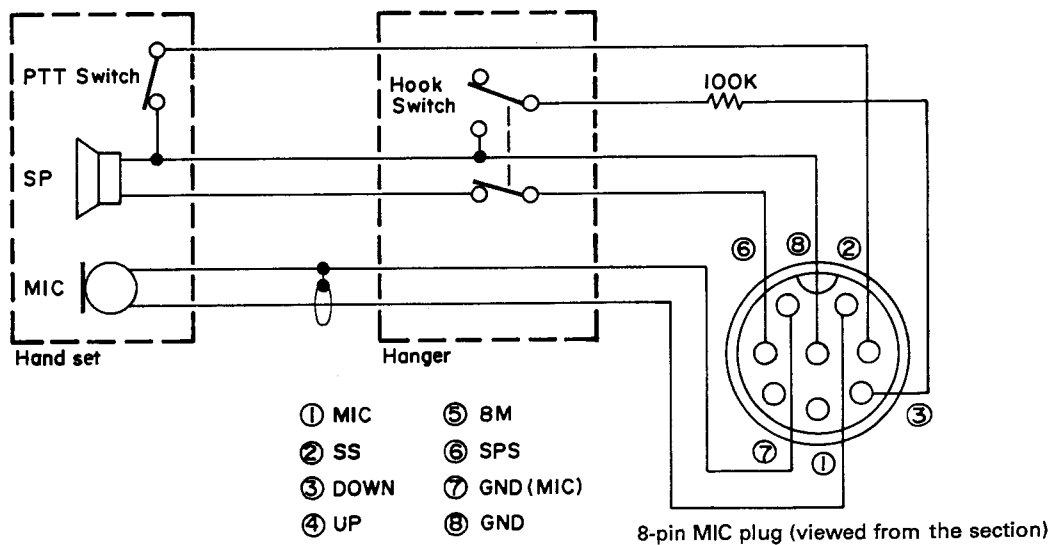 PTT Switch
Hook
Switch
100K
SP
⑥ ⑧ ②
MIC
Hand set
Hanger
① MIC ⑤ 8M
② SS ⑥ SPS
③ DOWN ⑦ GND (MIC)
④ UP ⑧ GND
③
⑦
①
8-pin MIC plug (viewed from the section)